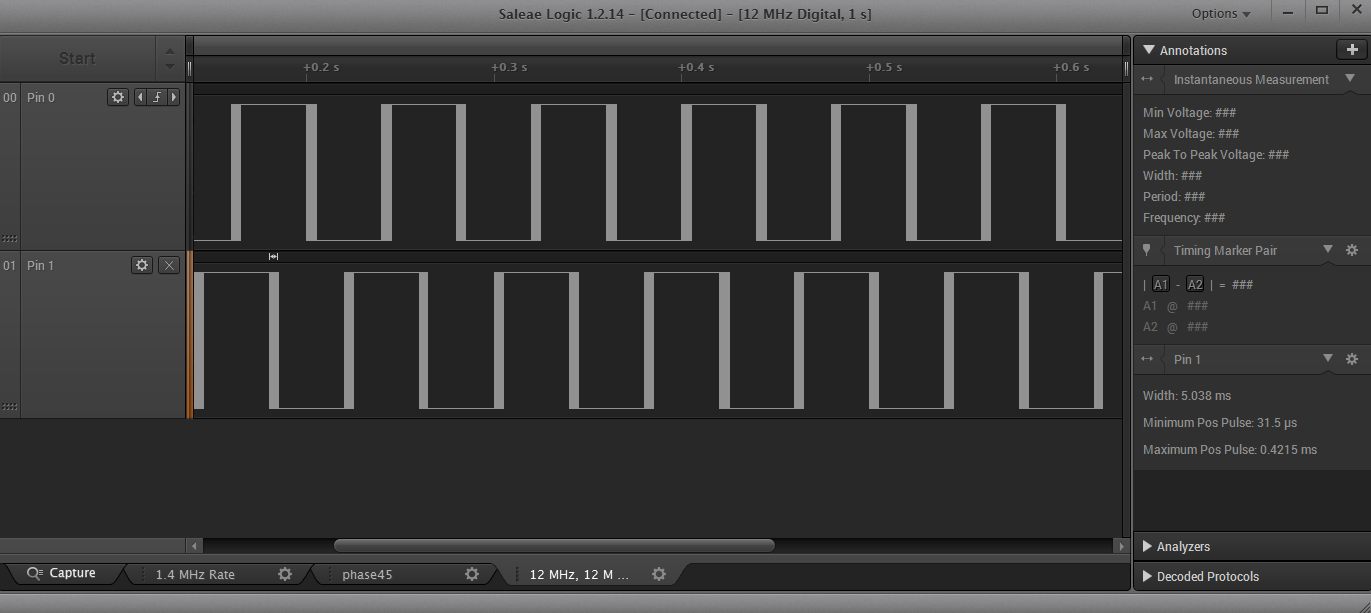 Saleae Logic 1.2.14 - [Connected] - [12 MHz Digital, 1 s]
Options
Start
+0.2 s
+0.3 s
+0.4 s
+0.5 s
+0.6 s
00
Pin 0
01
Pin 1
Annotations
Instantaneous Measurement
Min Voltage: ###
Max Voltage: ###
Peak To Peak Voltage: ###
Width: ###
Period: ###
Frequency: ###
Timing Marker Pair
| A1 - A2 | = ###
A1 @ ###
A2 @ ###
Pin 1
Width: 5.038 ms
Minimum Pos Pulse: 31.5 µs
Maximum Pos Pulse: 0.4215 ms
Analyzers
Decoded Protocols
Capture
1.4 MHz Rate
phase45
12 MHz, 12 M ...